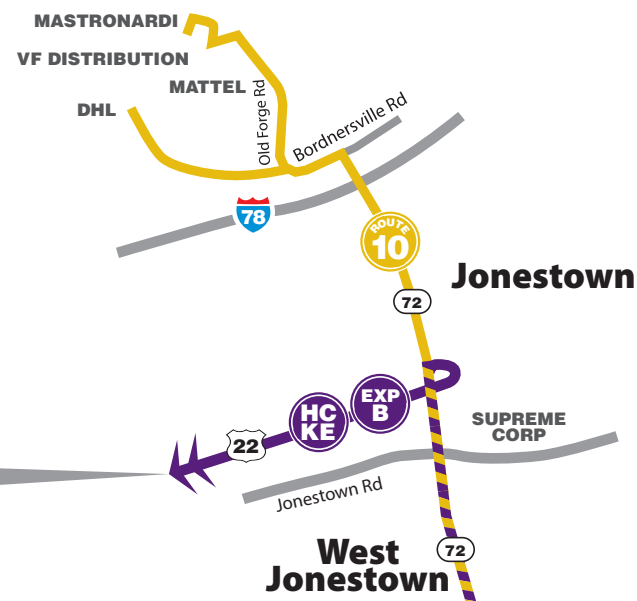 MASTRONARDI
VF DISTRIBUTION
MATTEL
DHL
Old Forge Rd
Bordnersville Rd
78
ROUTE
10
Jonestown
72
EXP
B
HC
KE
22
SUPREME
CORP
Jonestown Rd
West
Jonestown
72